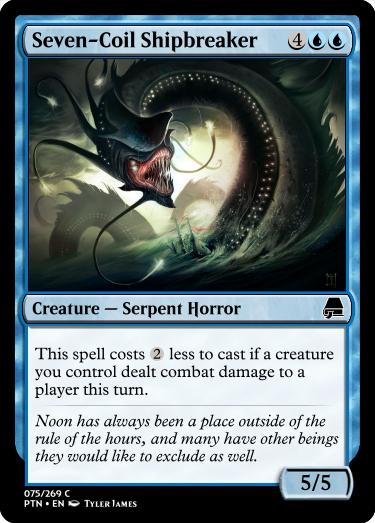 Seven-Coil Shipbreaker 4
Creature — Serpent Horror
This spell costs 2 less to cast if a creature
you control dealt combat damage to a
player this turn.
Noon has always been a place outside of the
rule of the hours, and many have other beings
they would like to exclude as well.
5/5
075/269 C
PTN • EN Tyler James